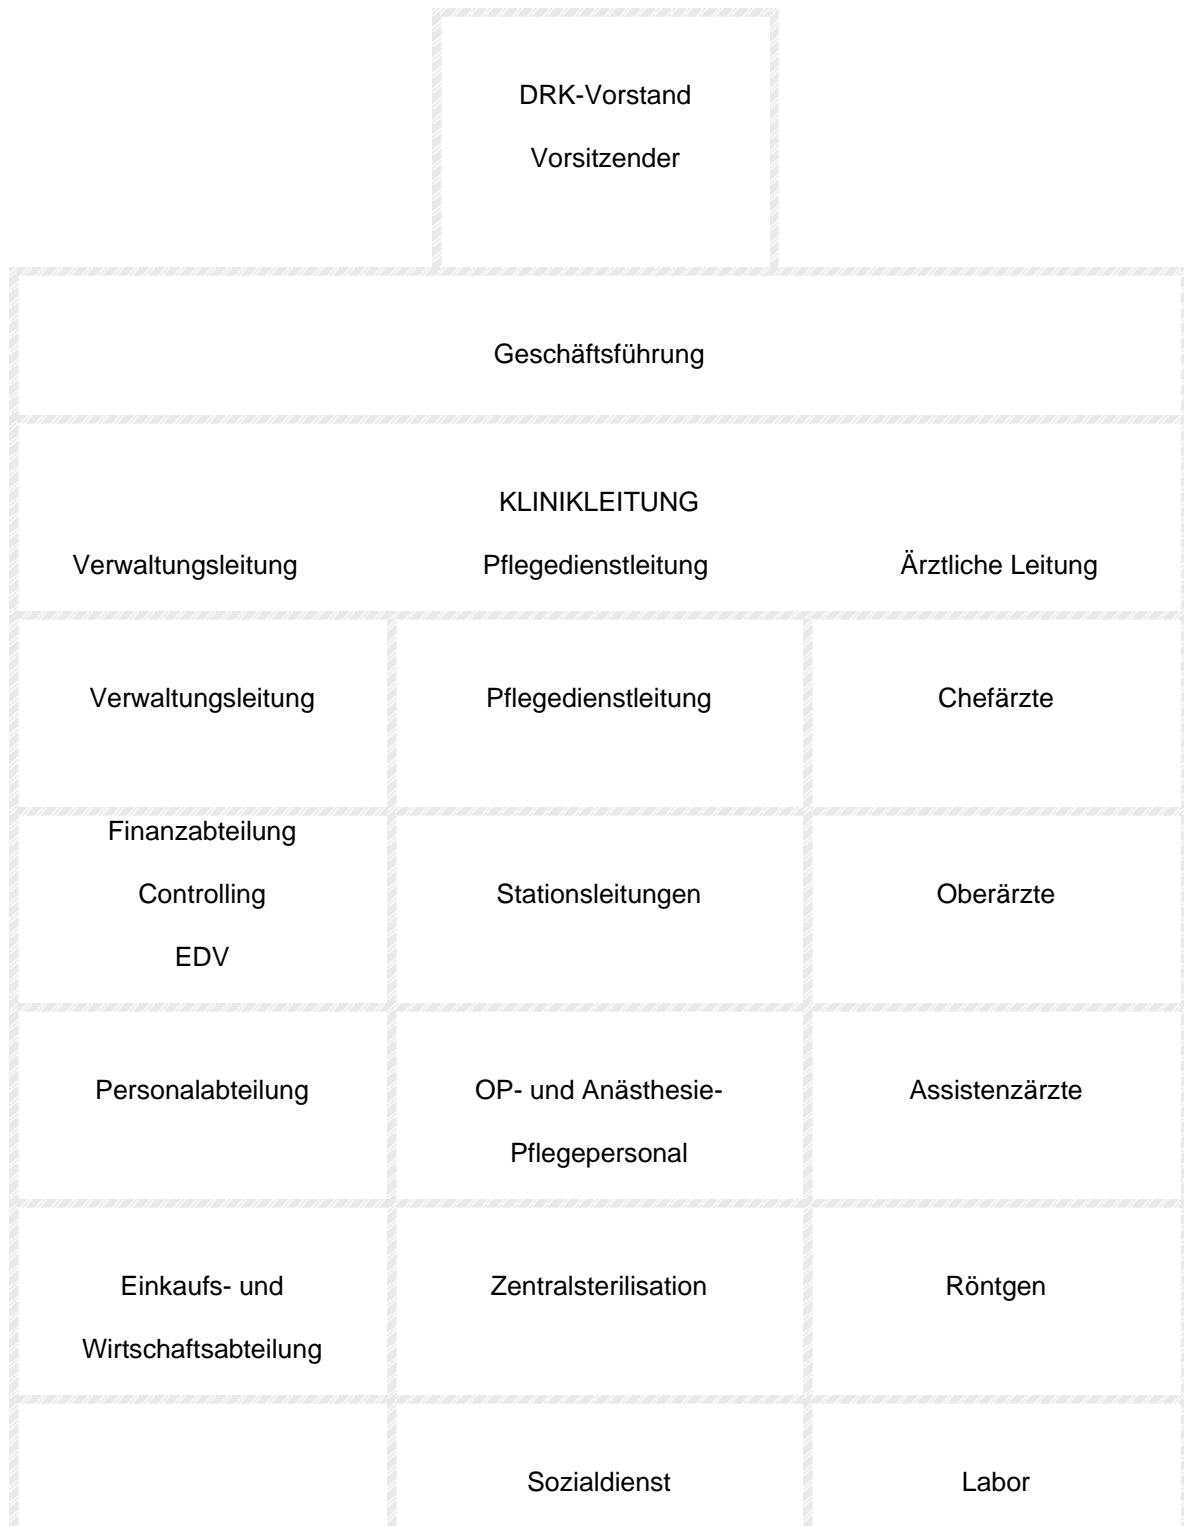 DRK-Vorstand
Vorsitzender
Geschäftsführung
KLINIKLEITUNG
Verwaltungsleitung Pflegedienstleitung Ärztliche Leitung
Verwaltungsleitung Pflegedienstleitung Chefärzte
Finanzabteilung
Controlling Stationsleitungen Oberärzte
EDV
Personalabteilung OP- und Anästhesie- Assistenzärzte
Pflegepersonal
Einkaufs- und Zentralsterilisation Röntgen
Wirtschaftsabteilung
Sozialdienst Labor